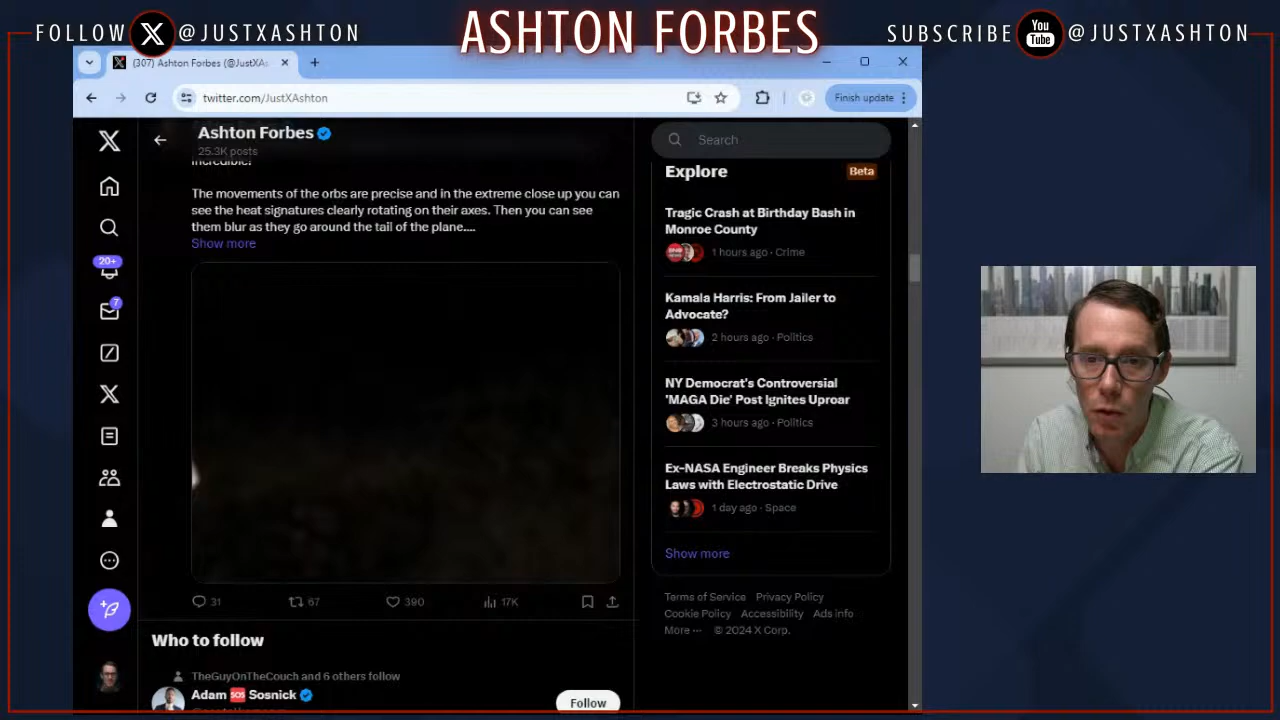 FOLLOW X @JUSTXASHTON
ASHTON FORBES
SUBSCRIBE You Tube @JUSTXASHTON
(307) Ashton Forbes (@JustXAs
twitter.com/JustXAshton
Finish update
Ashton Forbes
25.3K posts
incredible!
The movements of the orbs are precise and in the extreme close up you can
see the heat signatures clearly rotating on their axes. Then you can see
them blur as they go around the tail of the plane....
Show more
20+
7
31
67
390
17K
Who to follow
TheGuyOnTheCouch and 6 others follow
Adam SOS Sosnick
Follow
Search
Explore
Beta
Tragic Crash at Birthday Bash in
Monroe County
1 hours ago · Crime
Kamala Harris: From Jailer to
Advocate?
2 hours ago · Politics
NY Democrat's Controversial
'MAGA Die' Post Ignites Uproar
3 hours ago · Politics
Ex-NASA Engineer Breaks Physics
Laws with Electrostatic Drive
1 day ago · Space
Show more
Terms of Service Privacy Policy
Cookie Policy Accessibility Ads info
More ··· © 2024 X Corp.